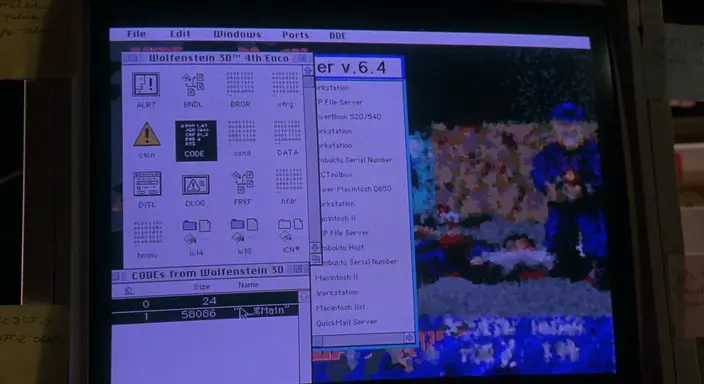 File Edit Windows Ports DDE
Wolfenstein 3D™ 4th Enco
er v.6.4
ALRT BNDL BRGR cfrg
cicn CODE csnd DATA
DITL DLOG FREF hfdr
hmnu icl4 icl8 ICN#
rkstation
P File Server
werBook 520/540
rkstation
rkstation
mbuktu Serial Number
CToolbox
wer Macintosh Q650
rkstation
cintosh II
P File Server
mbuktu Host
mbuktu Serial Number
Macintosh II
Workstation
Macintosh IIsi
QuickMail Server
CODEs from Wolfenstein 3D
ID Size Name
0 24
1 58086 "%Main"